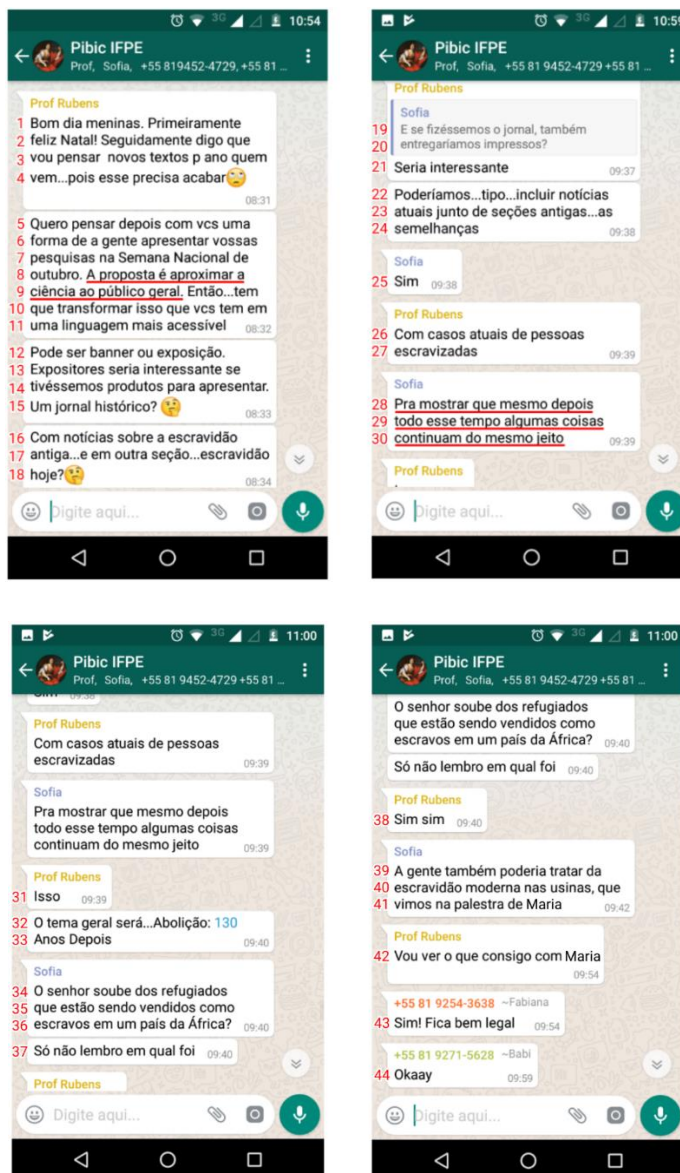 3G 10:54
Pibic IFPE
Prof, Sofia, +55 819452-4729, +55 81 ...
Prof Rubens
1 Bom dia meninas. Primeiramente
2 feliz Natal! Seguidamente digo que
3 vou pensar novos textos p ano quem
4 vem...pois esse precisa acabar🙄
08:31
5 Quero pensar depois com vcs uma
6 forma de a gente apresentar vossas
7 pesquisas na Semana Nacional de
8 outubro. A proposta é aproximar a
9 ciência ao público geral. Então...tem
10 que transformar isso que vcs tem em
11 uma linguagem mais acessível 08:32
12 Pode ser banner ou exposição.
13 Expositores seria interessante se
14 tivéssemos produtos para apresentar.
15 Um jornal histórico? 🤔
08:33
16 Com notícias sobre a escravidão
17 antiga...e em outra seção...escravidão
18 hoje?🤔
08:34
Digite aqui...
3G 10:59
Pibic IFPE
Prof, Sofia, +55 81 9452-4729 +55 81 ...
Prof Rubens
Sofia
19 E se fizéssemos o jornal, também
20 entregaríamos impressos?
21 Seria interessante 09:37
22 Poderíamos...tipo...incluir notícias
23 atuais junto de seções antigas...as
24 semelhanças 09:38
Sofia
25 Sim 09:38
Prof Rubens
26 Com casos atuais de pessoas
27 escravizadas 09:39
Sofia
28 Pra mostrar que mesmo depois
29 todo esse tempo algumas coisas
30 continuam do mesmo jeito 09:39
Prof Rubens
Digite aqui...
3G 11:00
Pibic IFPE
Prof, Sofia, +55 81 9452-4729 +55 81 ...
Sim 09:38
Prof Rubens
Com casos atuais de pessoas
escravizadas 09:39
Sofia
Pra mostrar que mesmo depois
todo esse tempo algumas coisas
continuam do mesmo jeito 09:39
Prof Rubens
31 Isso 09:39
32 O tema geral será...Abolição: 130
33 Anos Depois 09:40
Sofia
34 O senhor soube dos refugiados
35 que estão sendo vendidos como
36 escravos em um país da África? 09:40
37 Só não lembro em qual foi 09:40
Prof Rubens
Digite aqui...
3G 11:00
Pibic IFPE
Prof, Sofia, +55 81 9452-4729 +55 81 ...
O senhor soube dos refugiados
que estão sendo vendidos como
escravos em um país da África? 09:40
Só não lembro em qual foi 09:40
Prof Rubens
38 Sim sim 09:40
Sofia
39 A gente também poderia tratar da
40 escravidão moderna nas usinas, que
41 vimos na palestra de Maria 09:42
Prof Rubens
42 Vou ver o que consigo com Maria
09:54
+55 81 9254-3638 ~Fabiana
43 Sim! Fica bem legal 09:54
+55 81 9271-5628 ~Babi
44 Okaay 09:59
Digite aqui...